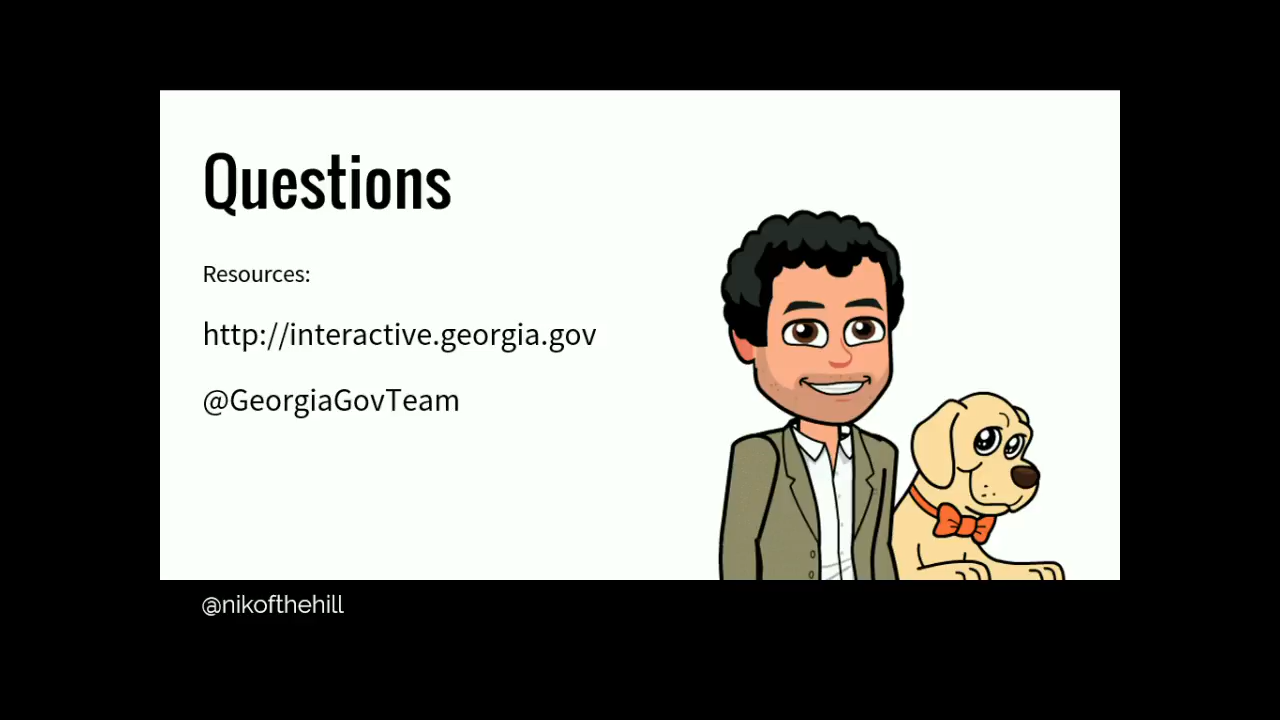 Questions
Resources:
http://interactive.georgia.gov
@GeorgiaGovTeam
@nikofthehill